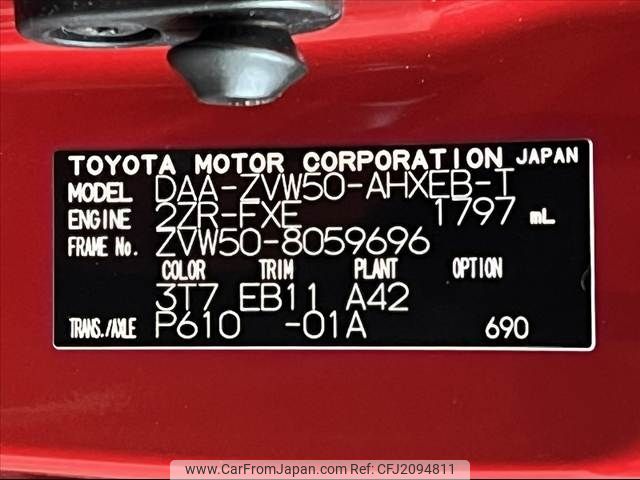 TOYOTA MOTOR CORPORATION JAPAN
MODEL DAA-ZVW50-AHXEB-T
ENGINE 2ZR-FXE 1797 mL
FRAME No. ZVW50-8059696
COLOR TRIM PLANT OPTION
3T7 EB11 A42
TRANS./AXLE P610 -01A 690
www.CarFromJapan.com ★ CFJ2094811